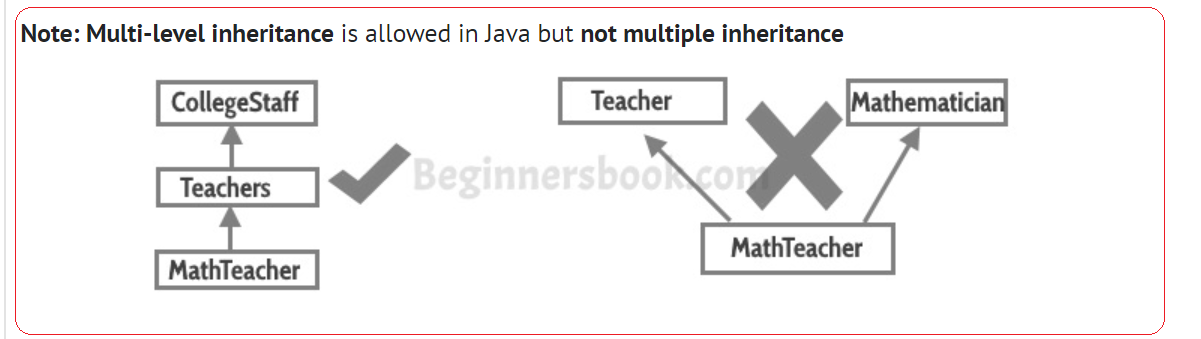 Note: Multi-level inheritance is allowed in Java but not multiple inheritance
CollegeStaff
Teachers
MathTeacher
Beginnersbook.com
Teacher
Mathematician
MathTeacher